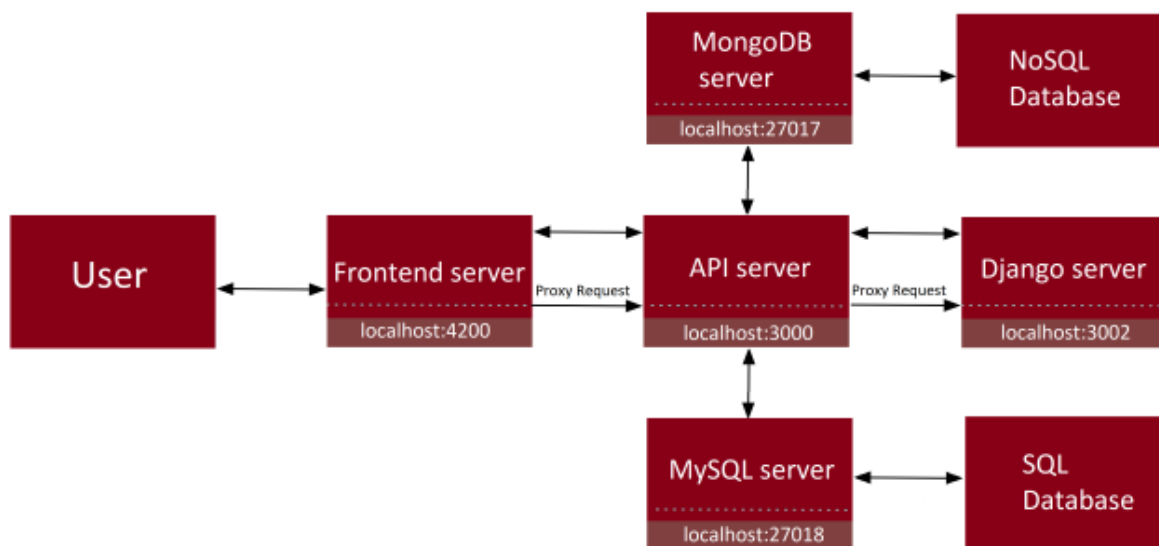 MongoDB
server
localhost:27017
NoSQL
Database
User
Frontend server
localhost:4200
Proxy Request
API server
localhost:3000
Proxy Request
Django server
localhost:3002
MySQL server
localhost:27018
SQL
Database